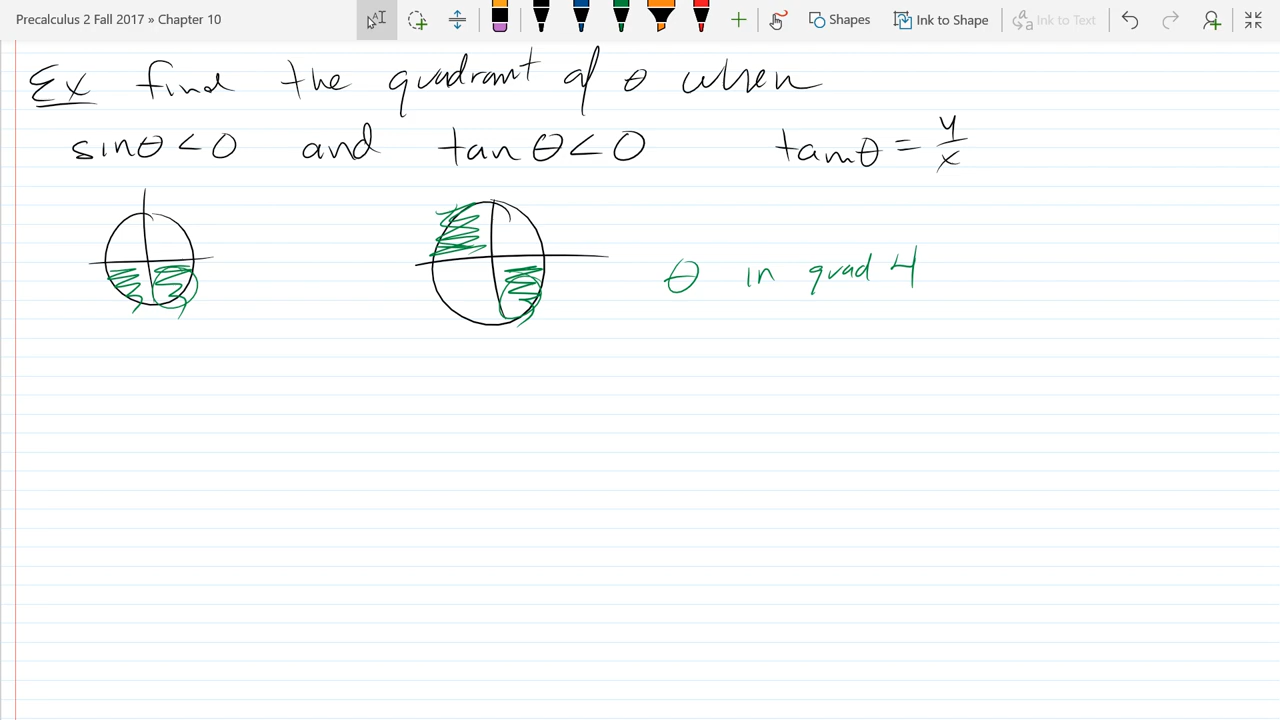 Precalculus 2 Fall 2017 » Chapter 10
Shapes
Ink to Shape
Ink to Text
Ex find the quadrant of θ when
sinθ < 0 and tan θ < 0 tanθ = y/x
θ in quad 4